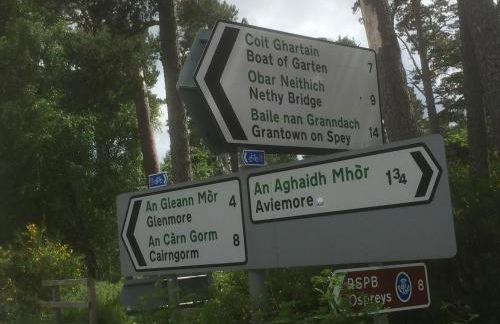 Coit Ghartain
Boat of Garten 7
Obar Neithich
Nethy Bridge 9
Baile nan Granndach
Grantown on Spey 14
An Gleann Mòr
Glenmore 4
An Càrn Gorm
Cairngorm 8
An Aghaidh Mhòr
Aviemore 1¾
RSPB
Ospreys 8